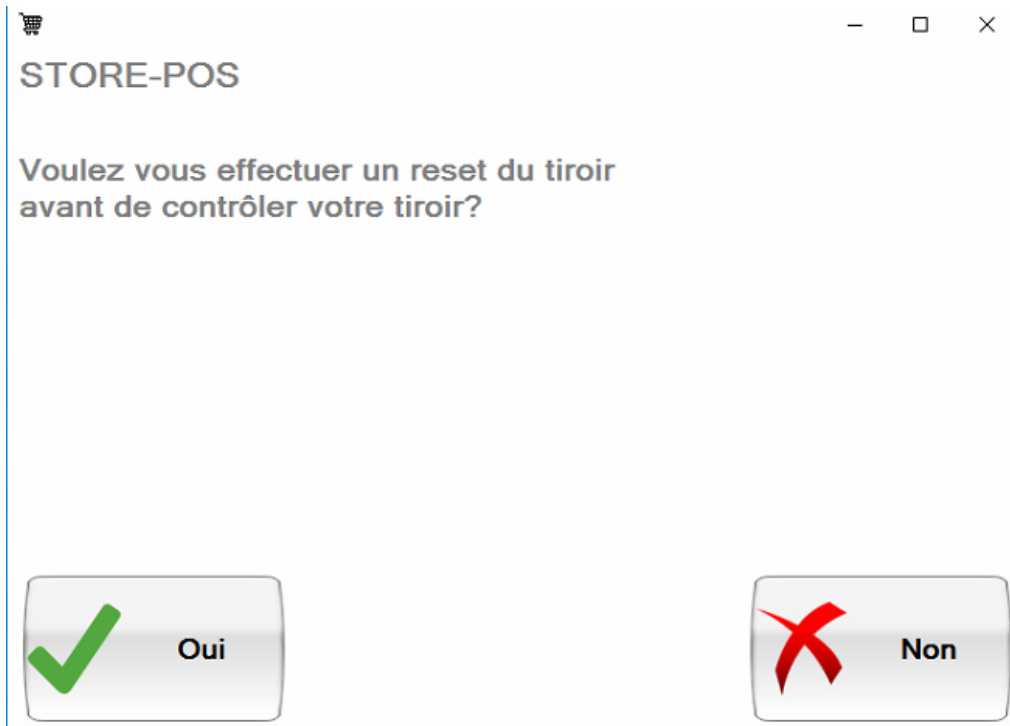 STORE-POS
Voulez vous effectuer un reset du tiroir
avant de contrôler votre tiroir?
Oui
Non